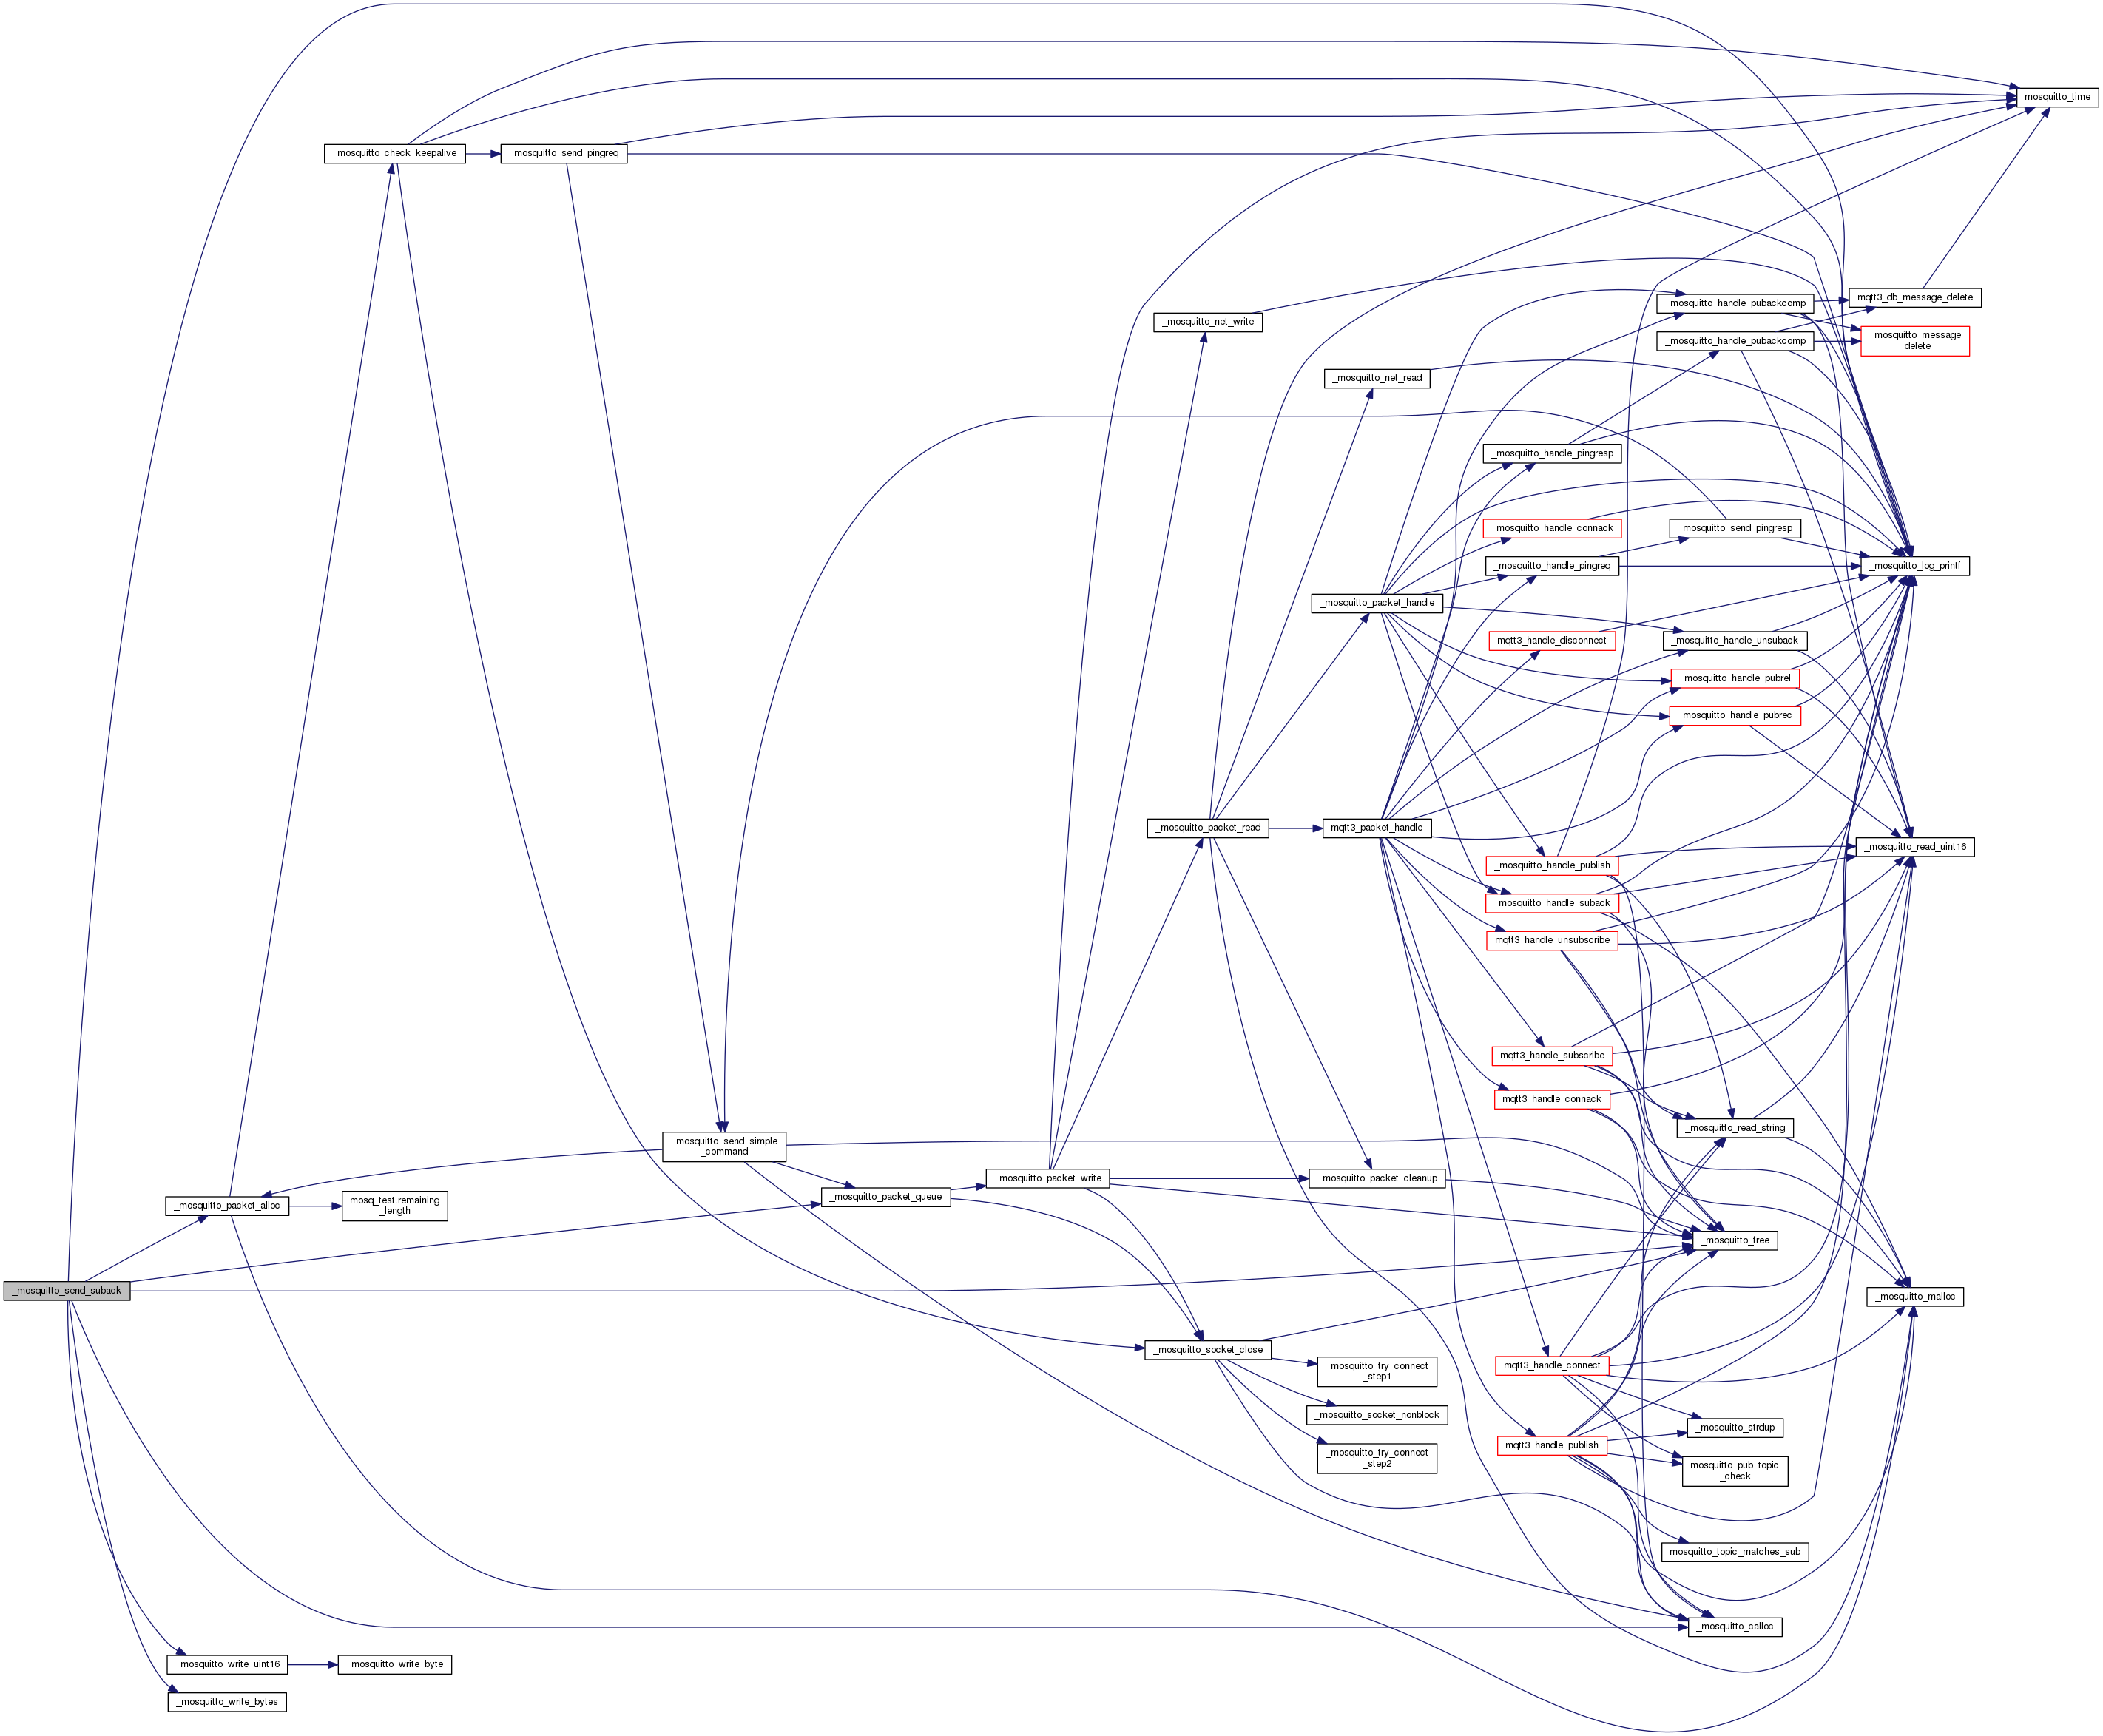 mosquitto_time
_mosquitto_check_keepalive
_mosquitto_send_pingreq
mqtt3_db_message_delete
_mosquitto_handle_pubackcomp
_mosquitto_net_write
_mosquitto_message
_delete
_mosquitto_handle_pubackcomp
_mosquitto_net_read
_mosquitto_handle_pingresp
_mosquitto_handle_connack
_mosquitto_send_pingresp
_mosquitto_handle_pingreq
_mosquitto_log_printf
_mosquitto_packet_handle
mqtt3_handle_disconnect
_mosquitto_handle_unsuback
_mosquitto_handle_pubrel
_mosquitto_handle_pubrec
_mosquitto_packet_read
mqtt3_packet_handle
_mosquitto_read_uint16
_mosquitto_handle_publish
_mosquitto_handle_suback
mqtt3_handle_unsubscribe
mqtt3_handle_subscribe
mqtt3_handle_connack
_mosquitto_read_string
_mosquitto_send_simple
_command
_mosquitto_packet_write
_mosquitto_packet_cleanup
_mosquitto_packet_queue
_mosquitto_packet_alloc
mosq_test.remaining
_length
_mosquitto_free
_mosquitto_send_suback
_mosquitto_malloc
_mosquitto_socket_close
_mosquitto_try_connect
_step1
mqtt3_handle_connect
_mosquitto_socket_nonblock
_mosquitto_strdup
_mosquitto_try_connect
_step2
mqtt3_handle_publish
mosquitto_pub_topic
_check
mosquitto_topic_matches_sub
_mosquitto_calloc
_mosquitto_write_uint16
_mosquitto_write_byte
_mosquitto_write_bytes